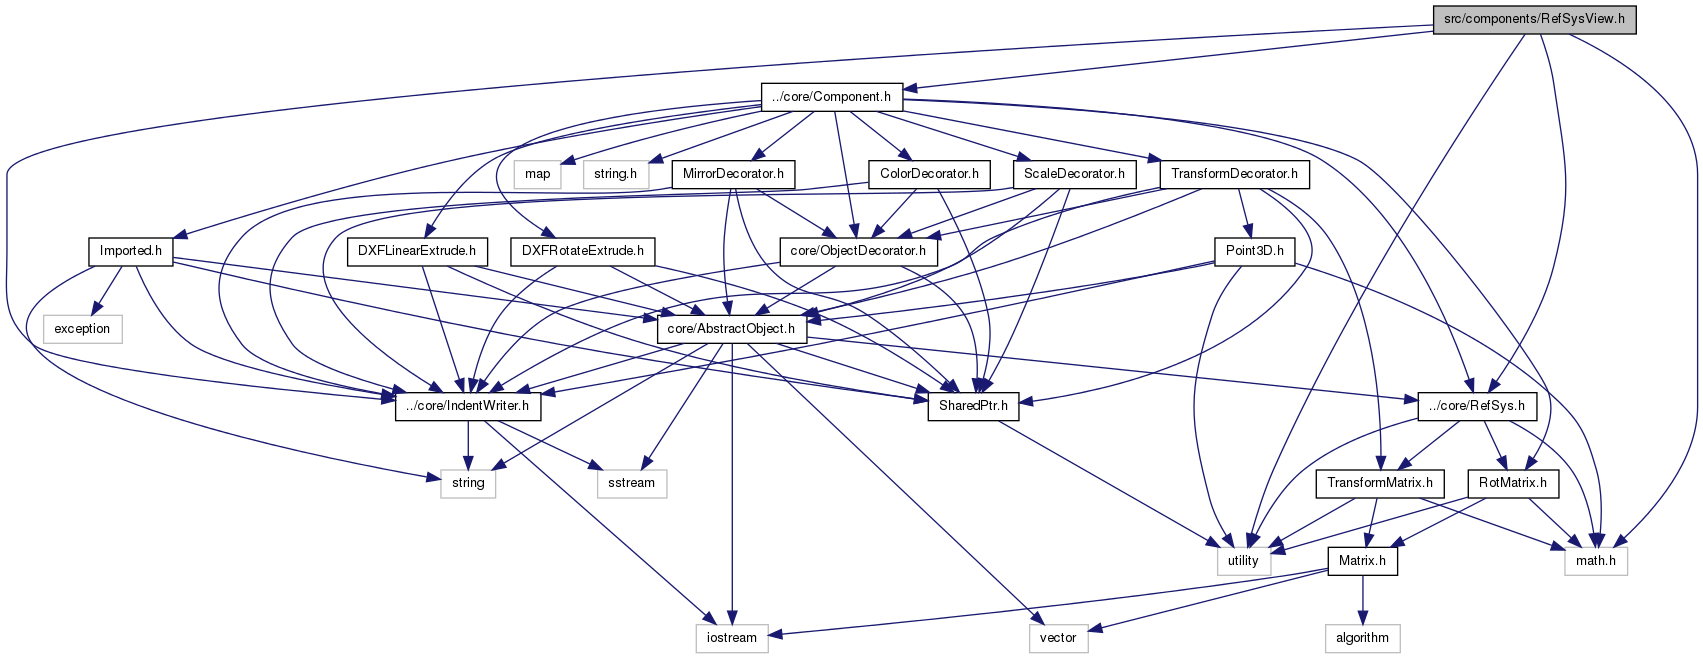 src/components/RefSysView.h
../core/Component.h
map
string.h
MirrorDecorator.h
ColorDecorator.h
ScaleDecorator.h
TransformDecorator.h
Imported.h
DXFLinearExtrude.h
DXFRotateExtrude.h
core/ObjectDecorator.h
Point3D.h
exception
core/AbstractObject.h
../core/IndentWriter.h
SharedPtr.h
../core/RefSys.h
string
sstream
TransformMatrix.h
RotMatrix.h
utility
Matrix.h
math.h
iostream
vector
algorithm